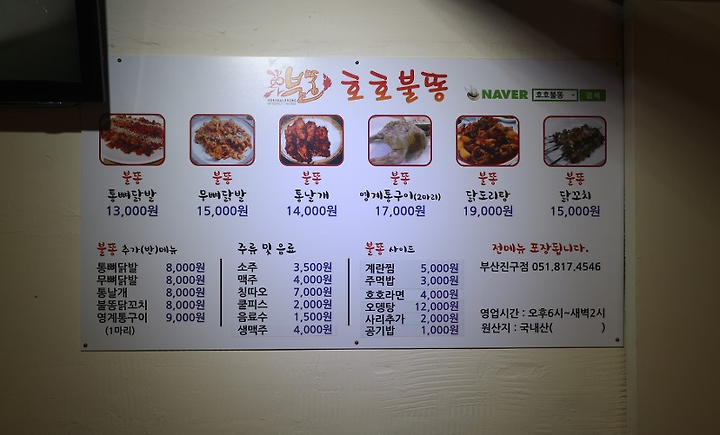 불똥 호호불똥
NAVER 호호불똥 검색
불똥 불똥 불똥 불똥 불똥 불똥
통뼈닭발 무뼈닭발 통날개 영계통구이(2마리) 닭도리탕 닭꼬치
13,000원 15,000원 14,000원 17,000원 19,000원 15,000원
불똥 추가(반)메뉴
통뼈닭발 8,000원
무뼈닭발 8,000원
통날개 8,000원
불똥닭꼬치 8,000원
영계통구이 9,000원
(1마리)
주류 및 음료
소주 3,500원
맥주 4,000원
칭따오 7,000원
쿨피스 2,000원
음료수 1,500원
생맥주 4,000원
불똥 사이드
계란찜 5,000원
주먹밥 3,000원
호호라면 4,000원
오뎅탕 12,000원
사리추가 2,000원
공기밥 1,000원
전메뉴 포장됩니다.
부산진구점 051.817.4546
영업시간 : 오후6시~새벽2시
원산지 : 국내산( )